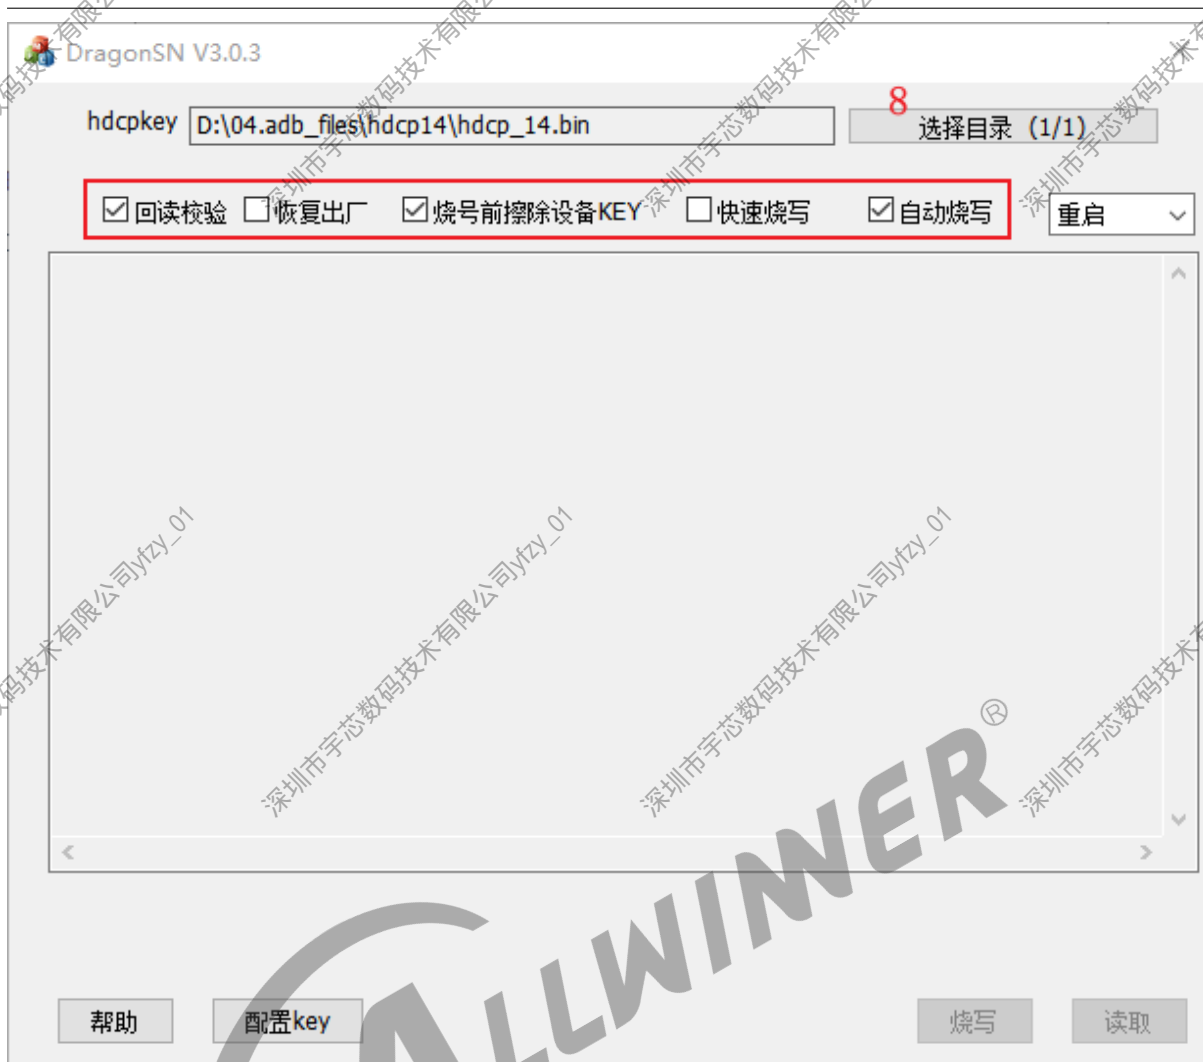 DragonSN V3.0.3
8
hdcpkey D:\04.adb_files\hdcp14\hdcp_14.bin 选择目录 (1/1)
回读校验 恢复出厂 烧号前擦除设备KEY 快速烧写 自动烧写 重启
深圳市宇芯数码技术有限公司yfzy_01
深圳市宇芯数码技术有限公司yfzy_01
深圳市宇芯数码技术有限公司yfzy_01
ALLWINNER®
帮助 配置key 烧写 读取